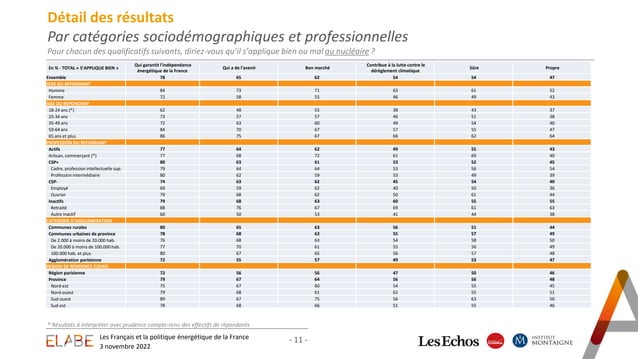 Détail des résultats
Par catégories sociodémographiques et professionnelles
Pour chacun des qualificatifs suivants, diriez-vous qu'il s'applique bien ou mal au nucléaire ?
En % - TOTAL « S'APPLIQUE BIEN » Qui garantit l'indépendance énergétique de la France Qui a de l'avenir Bon marché Contribue à la lutte contre le dérèglement climatique Sûre Propre
Ensemble 78 65 62 54 54 47
SEXE DU REPONDANT
Homme 84 73 71 63 61 52
Femme 72 58 55 46 49 43
AGE DU REPONDANT
18-24 ans (*) 62 48 55 38 43 37
25-34 ans 73 57 57 46 51 38
35-49 ans 72 63 60 49 54 40
50-64 ans 84 70 67 57 55 47
65 ans et plus 86 75 67 66 62 64
PROFESSION DU REPONDANT
Actifs 77 64 62 49 55 43
Artisan, commerçant (*) 77 68 72 61 69 40
CSP+ 80 63 61 53 52 45
Cadre, profession intellectuelle sup. 79 64 64 53 56 54
Profession intermédiaire 80 62 59 53 49 39
CSP- 74 63 62 45 54 40
Employé 69 59 62 40 50 36
Ouvrier 79 68 62 50 61 44
Inactifs 79 68 63 60 55 55
Retraité 88 76 67 69 61 63
Autre inactif 60 50 53 41 44 38
CATEGORIE D'AGGLOMERATION
Communes rurales 80 65 63 56 51 44
Communes urbaines de province 78 68 63 55 57 49
De 2.000 à moins de 20.000 hab. 76 68 63 54 58 50
De 20.000 à moins de 100.000 hab. 77 70 61 55 56 49
100.000 hab. et plus 80 67 65 56 57 48
Agglomération parisienne 72 55 57 49 53 47
Région parisienne 72 56 56 47 50 46
Province 79 67 64 56 56 48
Nord-est 75 67 60 54 55 45
Nord-ouest 79 68 61 62 55 51
Sud-ouest 89 67 75 56 63 50
Sud-est 78 68 61 51 55 46
* Résultats à interpréter avec prudence compte-tenu des effectifs de répondants
ELABE
Les Français et la politique énergétique de la France
3 novembre 2022
- 11 -
Les Echos
M INSTITUT MONTAIGNE